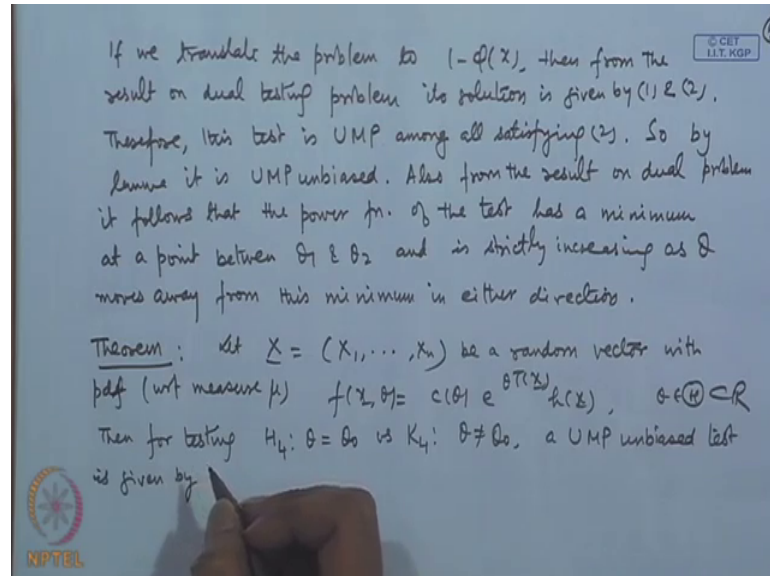 © CET
I.I.T. KGP
If we translate the problem to 1-φ(x), then from the
result on dual testing problem its solution is given by (1) & (2).
Therefore, this test is UMP among all satisfying (2). So by
lemma it is UMP unbiased. Also from the result on dual problem
it follows that the power fn. of the test has a minimum
at a point between θ1 & θ2 and is strictly increasing as θ
moves away from this minimum in either direction.
Theorem : Let X = (X1, ..., Xn) be a random vector with
pdf (wrt measure μ) f(x, θ) = c(θ) e^{θT(x)} h(x), θ ∈ Ⓗ ⊂ R
Then for testing H4: θ = θ0 vs K4: θ ≠ θ0, a UMP unbiased test
is given by
NPTEL